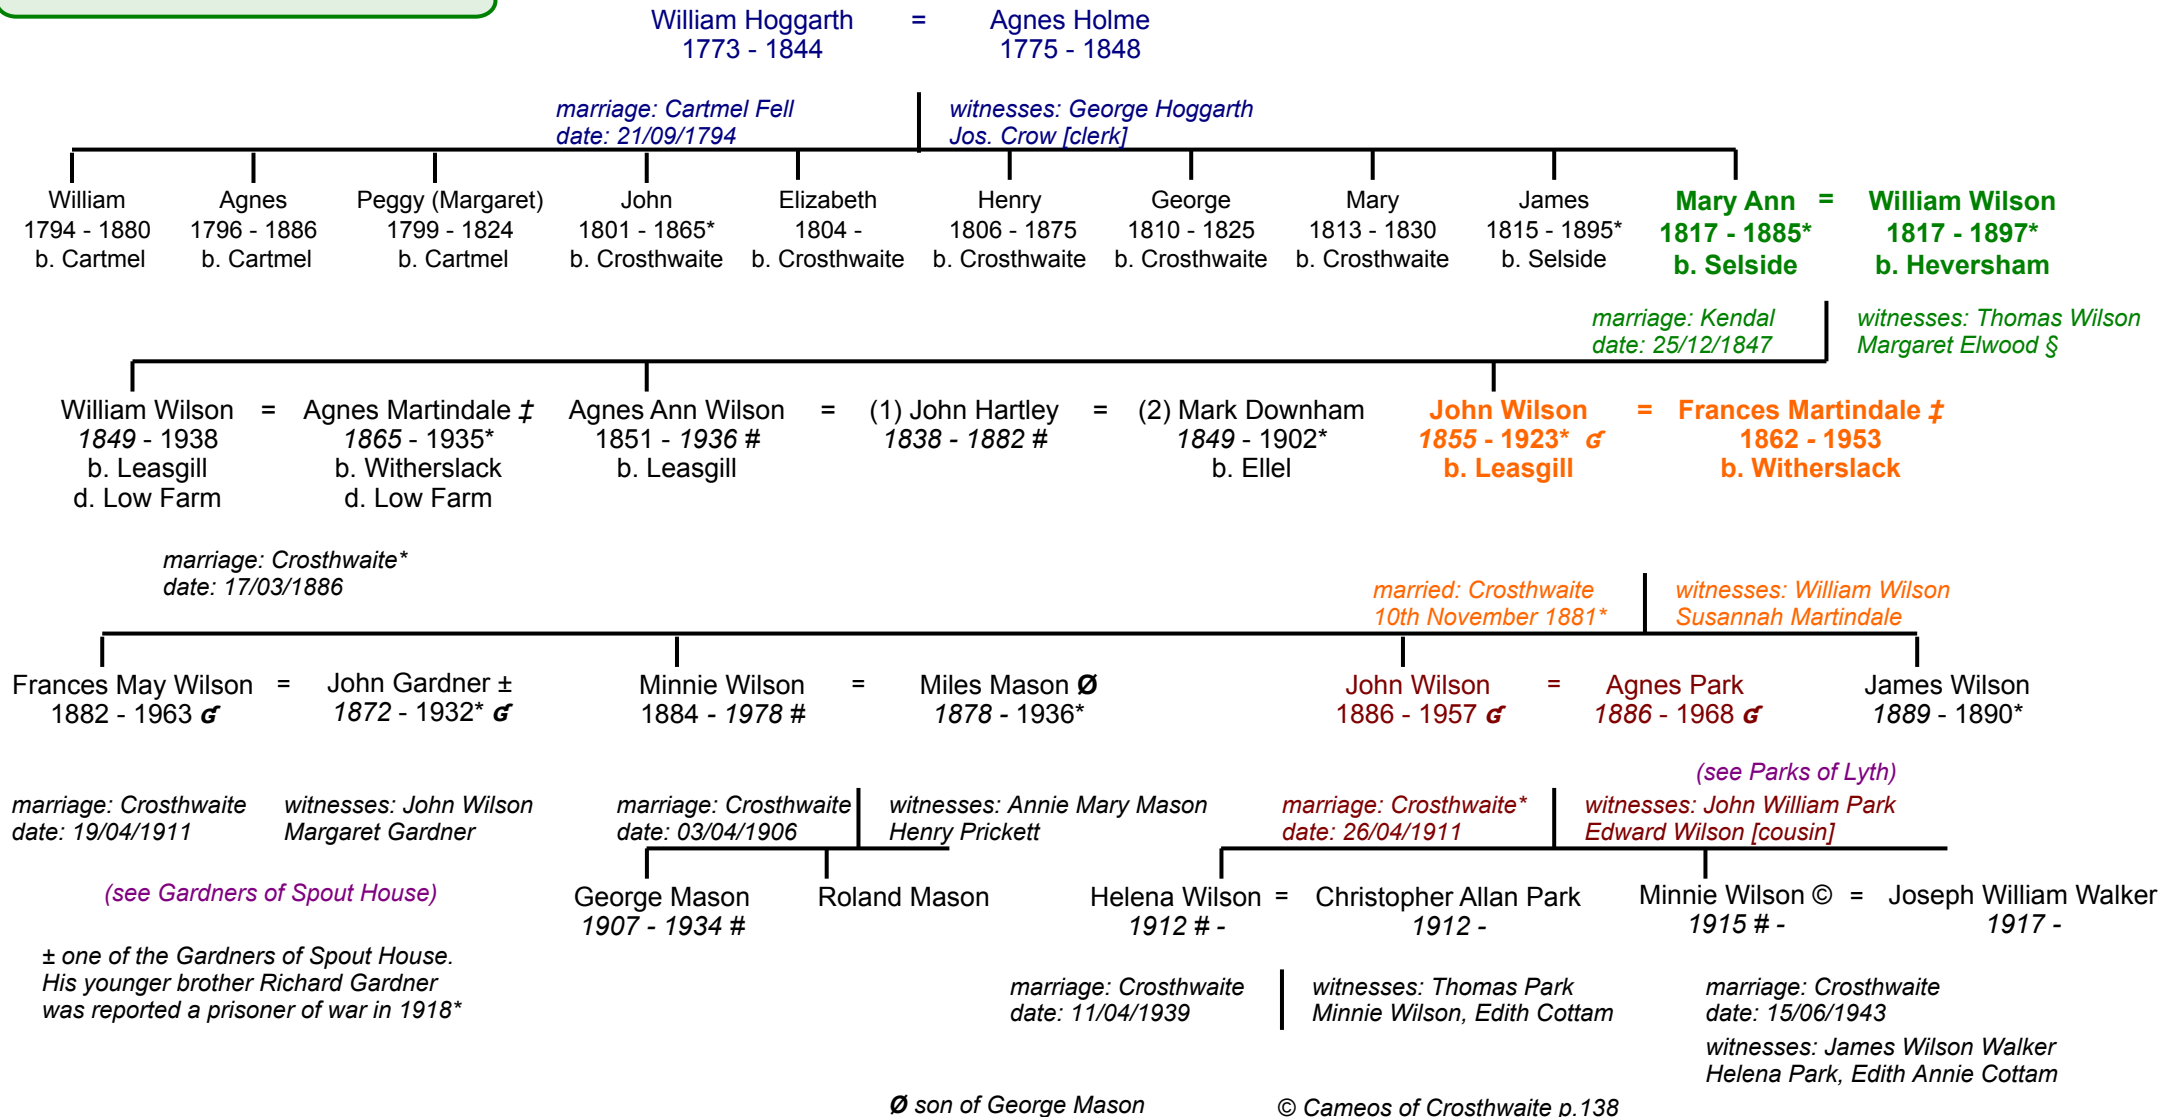 William Hoggarth = Agnes Holme
1773 - 1844 1775 - 1848
marriage: Cartmel Fell witnesses: George Hoggarth
date: 21/09/1794 Jos. Crow [clerk]
William Agnes Peggy (Margaret) John Elizabeth Henry George Mary James Mary Ann = William Wilson
1794 - 1880 1796 - 1886 1799 - 1824 1801 - 1865* 1804 - 1806 - 1875 1810 - 1825 1813 - 1830 1815 - 1895* 1817 - 1885* 1817 - 1897*
b. Cartmel b. Cartmel b. Cartmel b. Crosthwaite b. Crosthwaite b. Crosthwaite b. Crosthwaite b. Crosthwaite b. Selside b. Selside b. Heversham
marriage: Kendal witnesses: Thomas Wilson
date: 25/12/1847 Margaret Elwood §
William Wilson = Agnes Martindale ‡ Agnes Ann Wilson = (1) John Hartley = (2) Mark Downham John Wilson = Frances Martindale ‡
1849 - 1938 1865 - 1935* 1851 - 1936 # 1838 - 1882 # 1849 - 1902* 1855 - 1923* G 1862 - 1953
b. Leasgill b. Witherslack b. Leasgill b. Ellel b. Leasgill b. Witherslack
d. Low Farm d. Low Farm
marriage: Crosthwaite*
date: 17/03/1886
married: Crosthwaite witnesses: William Wilson
10th November 1881* Susannah Martindale
Frances May Wilson = John Gardner ± Minnie Wilson = Miles Mason Ø John Wilson = Agnes Park James Wilson
1882 - 1963 G 1872 - 1932* G 1884 - 1978 # 1878 - 1936* 1886 - 1957 G 1886 - 1968 G 1889 - 1890*
(see Parks of Lyth)
marriage: Crosthwaite witnesses: John Wilson marriage: Crosthwaite witnesses: Annie Mary Mason marriage: Crosthwaite* witnesses: John William Park
date: 19/04/1911 Margaret Gardner date: 03/04/1906 Henry Prickett date: 26/04/1911 Edward Wilson [cousin]
(see Gardners of Spout House)
George Mason Roland Mason Helena Wilson = Christopher Allan Park Minnie Wilson © = Joseph William Walker
1907 - 1934 # 1912 # - 1912 - 1915 # - 1917 -
± one of the Gardners of Spout House.
His younger brother Richard Gardner
was reported a prisoner of war in 1918*
marriage: Crosthwaite witnesses: Thomas Park marriage: Crosthwaite
date: 11/04/1939 Minnie Wilson, Edith Cottam date: 15/06/1943
witnesses: James Wilson Walker
Helena Park, Edith Annie Cottam
Ø son of George Mason © Cameos of Crosthwaite p.138